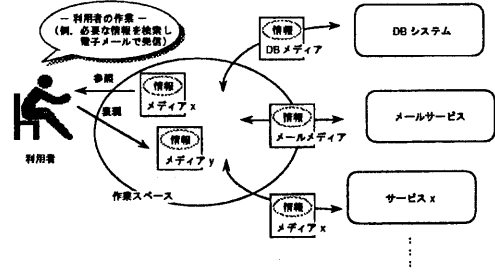 － 利用者の作業 －
(例．必要な情報を検索し
電子メールで発信)
参照
情報
メディア x
情報
メディア y
利用者
作業スペース
情報
DBメディア
情報
メールメディア
情報
メディア x
DBシステム
メールサービス
サービス x